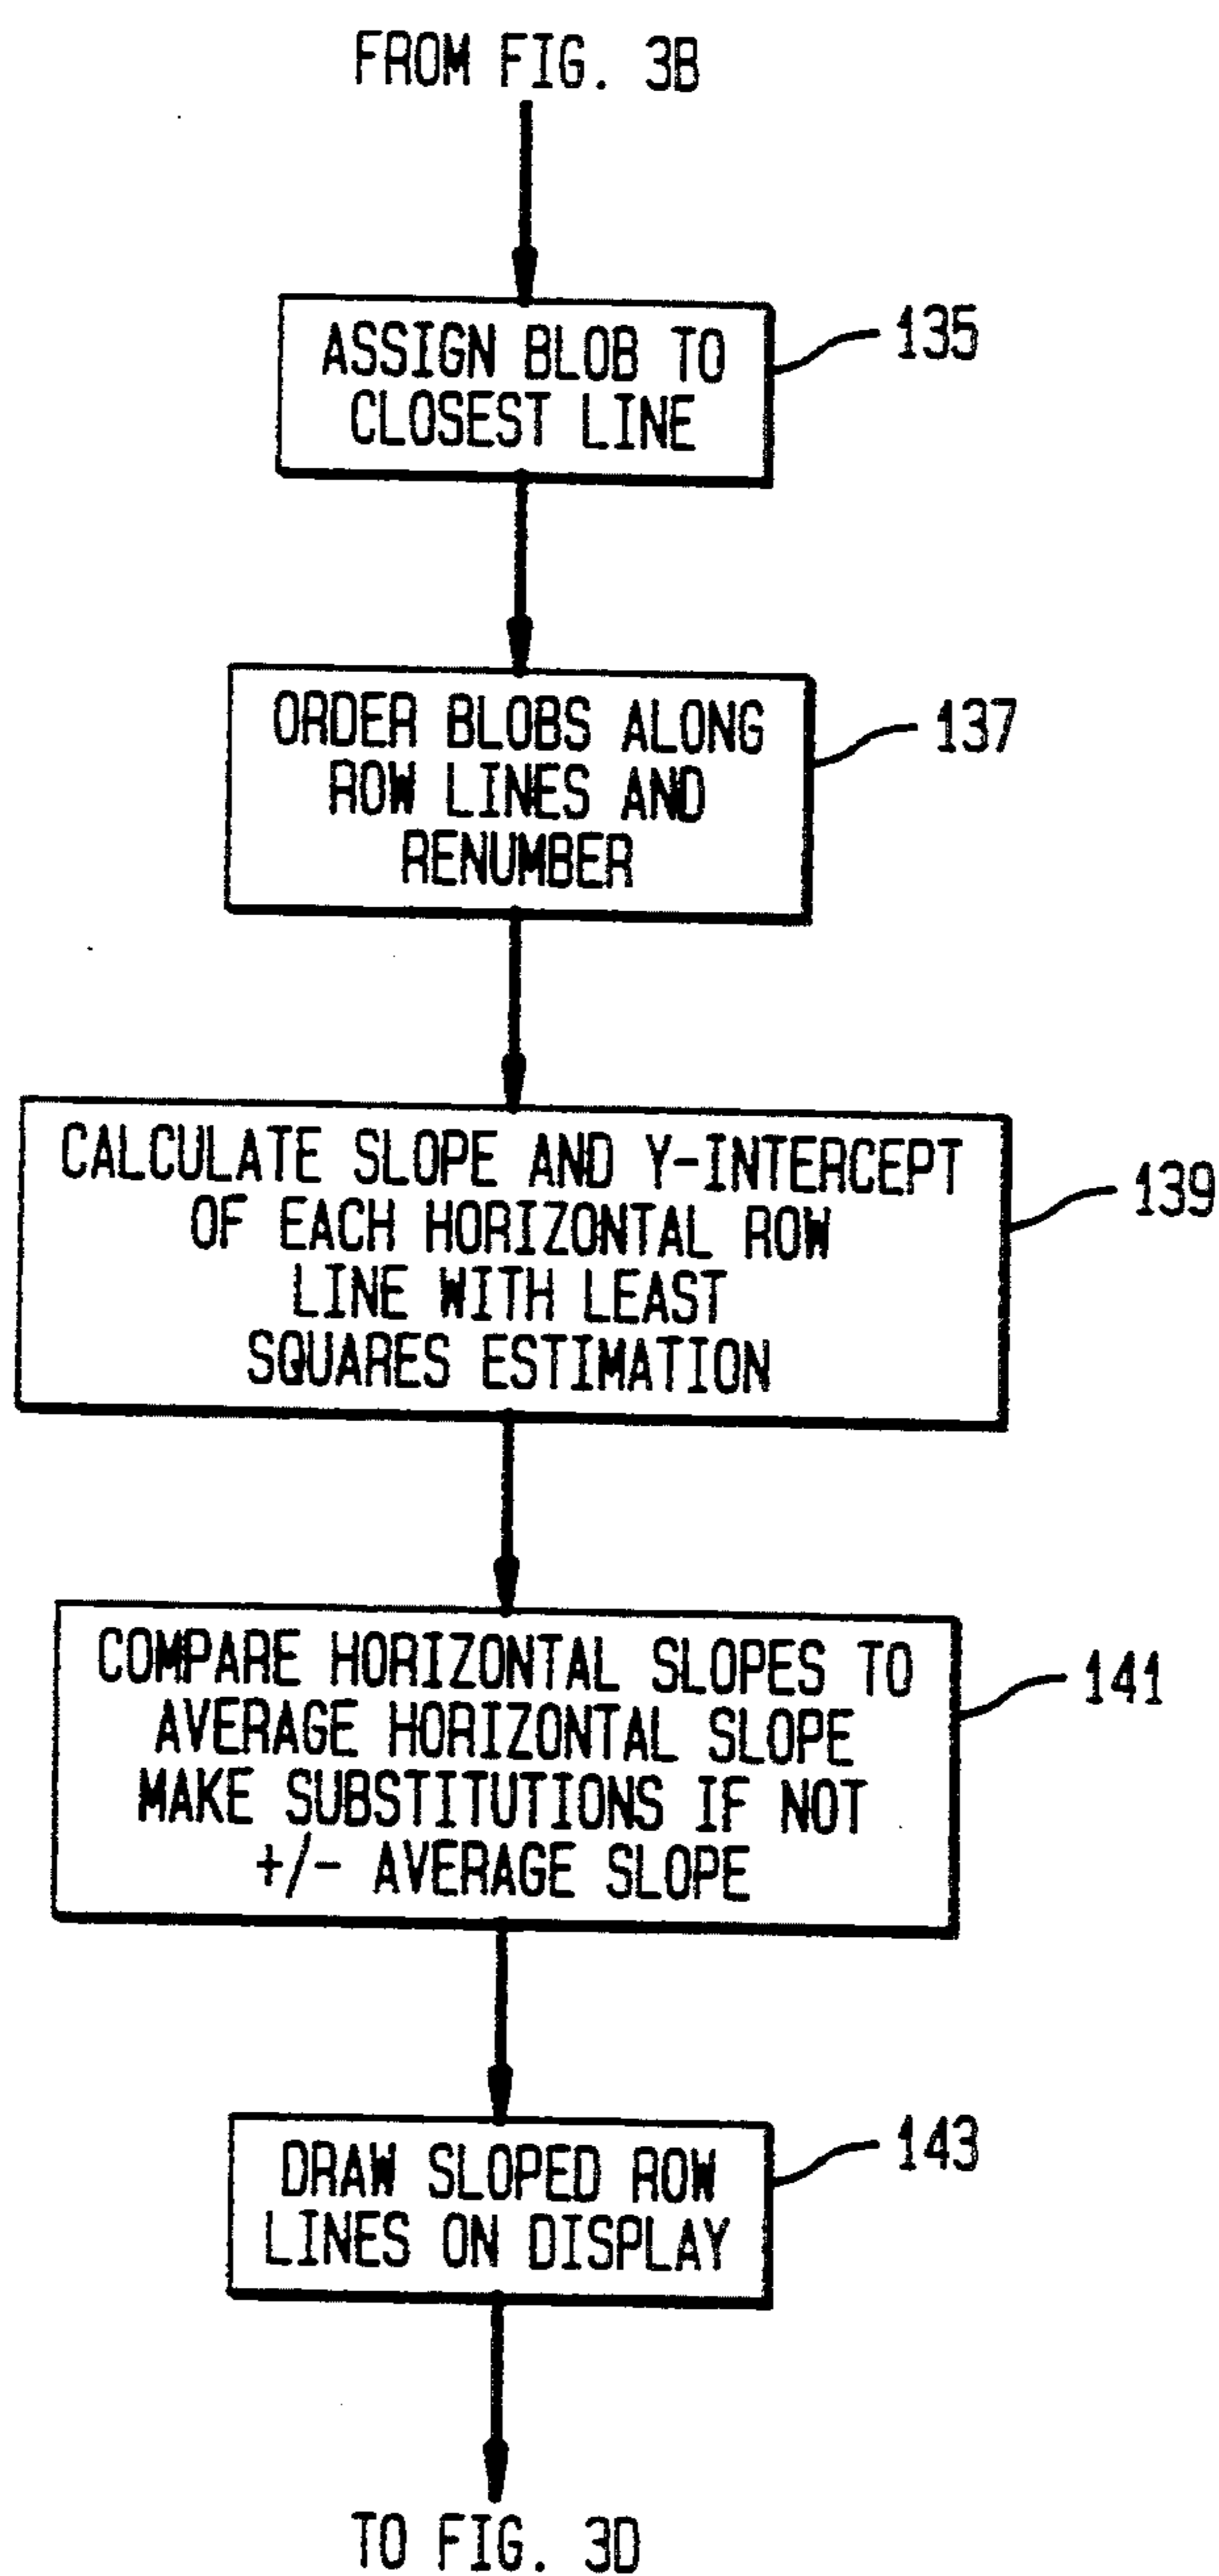 FROM FIG. 3B
ASSIGN BLOB TO
CLOSEST LINE
135
ORDER BLOBS ALONG
ROW LINES AND
RENUMBER
137
CALCULATE SLOPE AND Y-INTERCEPT
OF EACH HORIZONTAL ROW
LINE WITH LEAST
SQUARES ESTIMATION
139
COMPARE HORIZONTAL SLOPES TO
AVERAGE HORIZONTAL SLOPE
MAKE SUBSTITUTIONS IF NOT
+/- AVERAGE SLOPE
141
DRAW SLOPED ROW
LINES ON DISPLAY
143
TO FIG. 3D